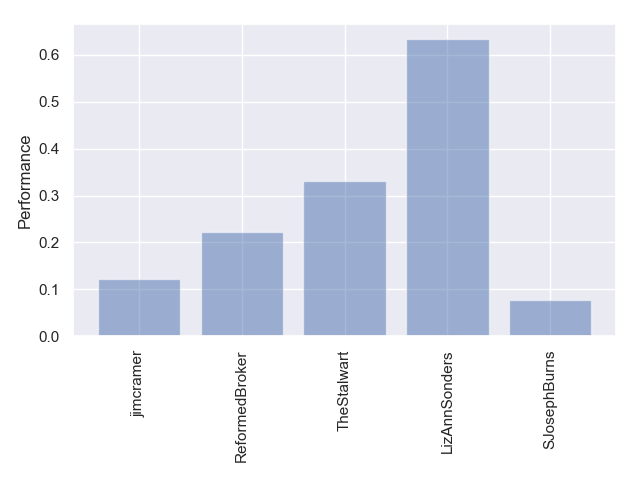 Performance
0.6
0.5
0.4
0.3
0.2
0.1
0.0
jimcramer
ReformedBroker
TheStalwart
LizAnnSonders
SJosephBurns